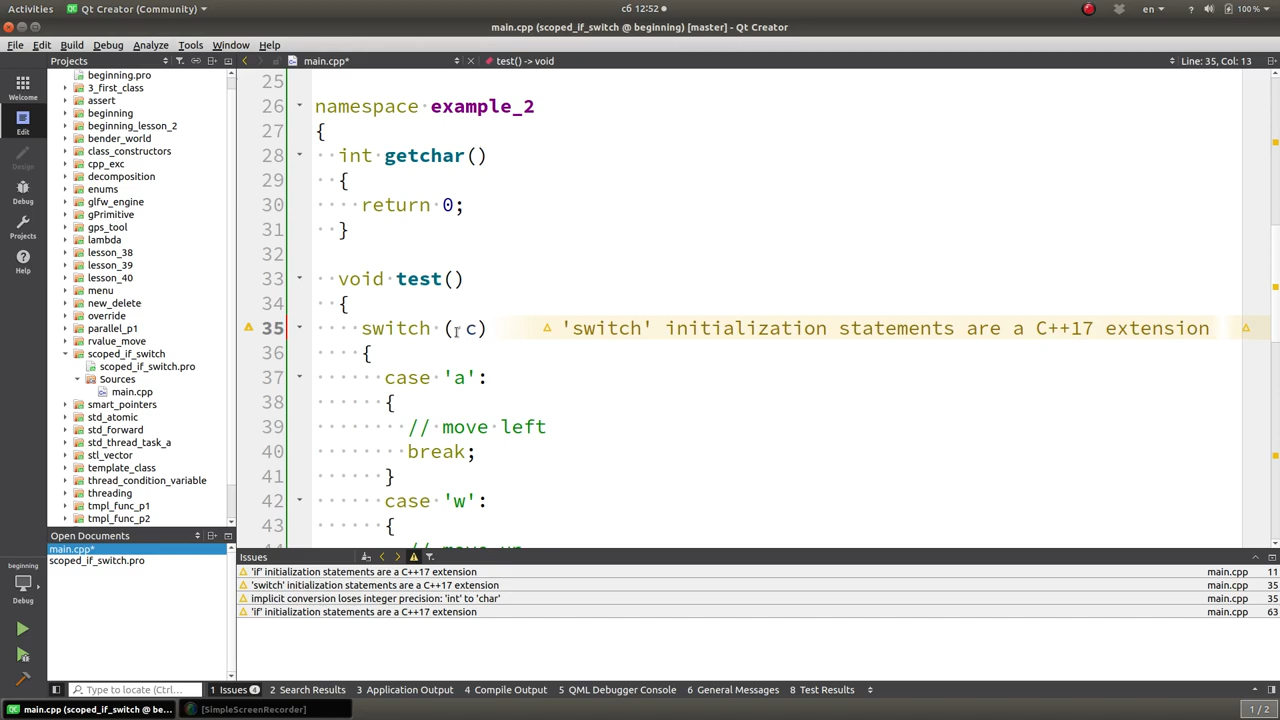 Activities
Qt Creator (Community)
сб 12:52
en
?
100 %
main.cpp (scoped_if_switch @ beginning) [master] - Qt Creator
File Edit Build Debug Analyze Tools Window Help
Projects
main.cpp*
test() -> void
Line: 35, Col: 13
Welcome
Edit
Design
Debug
Projects
Help
beginning
Debug
beginning.pro
3_first_class
assert
beginning
beginning_lesson_2
bender_world
class_constructors
cpp_exc
decomposition
enums
glfw_engine
gPrimitive
gps_tool
lambda
lesson_38
lesson_39
lesson_40
menu
new_delete
override
parallel_p1
rvalue_move
scoped_if_switch
scoped_if_switch.pro
Sources
main.cpp
smart_pointers
std_atomic
std_forward
std_thread_task_a
stl_vector
template_class
thread_condition_variable
threading
tmpl_func_p1
tmpl_func_p2
Open Documents
main.cpp*
scoped_if_switch.pro
25
26 namespace example_2
27 {
28 int getchar()
29 {
30 return 0;
31 }
32
33 void test()
34 {
35 switch ( c) 'switch' initialization statements are a C++17 extension
36 {
37 case 'a':
38 {
39 // move left
40 break;
41 }
42 case 'w':
43 {
// move up
Issues
'if' initialization statements are a C++17 extension main.cpp 11
'switch' initialization statements are a C++17 extension main.cpp 35
implicit conversion loses integer precision: 'int' to 'char' main.cpp 35
'if' initialization statements are a C++17 extension main.cpp 63
Type to locate (Ctrl+...)
1 Issues 4 2 Search Results 3 Application Output 4 Compile Output 5 QML Debugger Console 6 General Messages 8 Test Results
main.cpp (scoped_if_switch @ be...
[SimpleScreenRecorder]
1 / 2